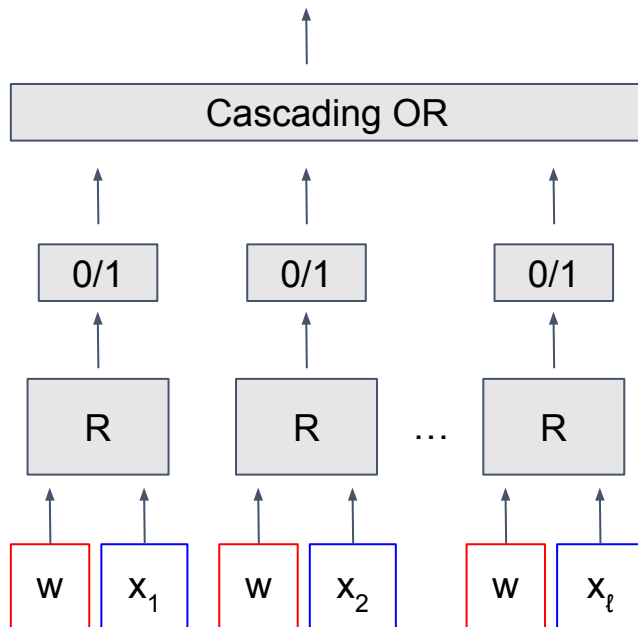 Cascading OR
0/1 0/1 0/1
R R … R
w x₁ w x₂ w xℓ